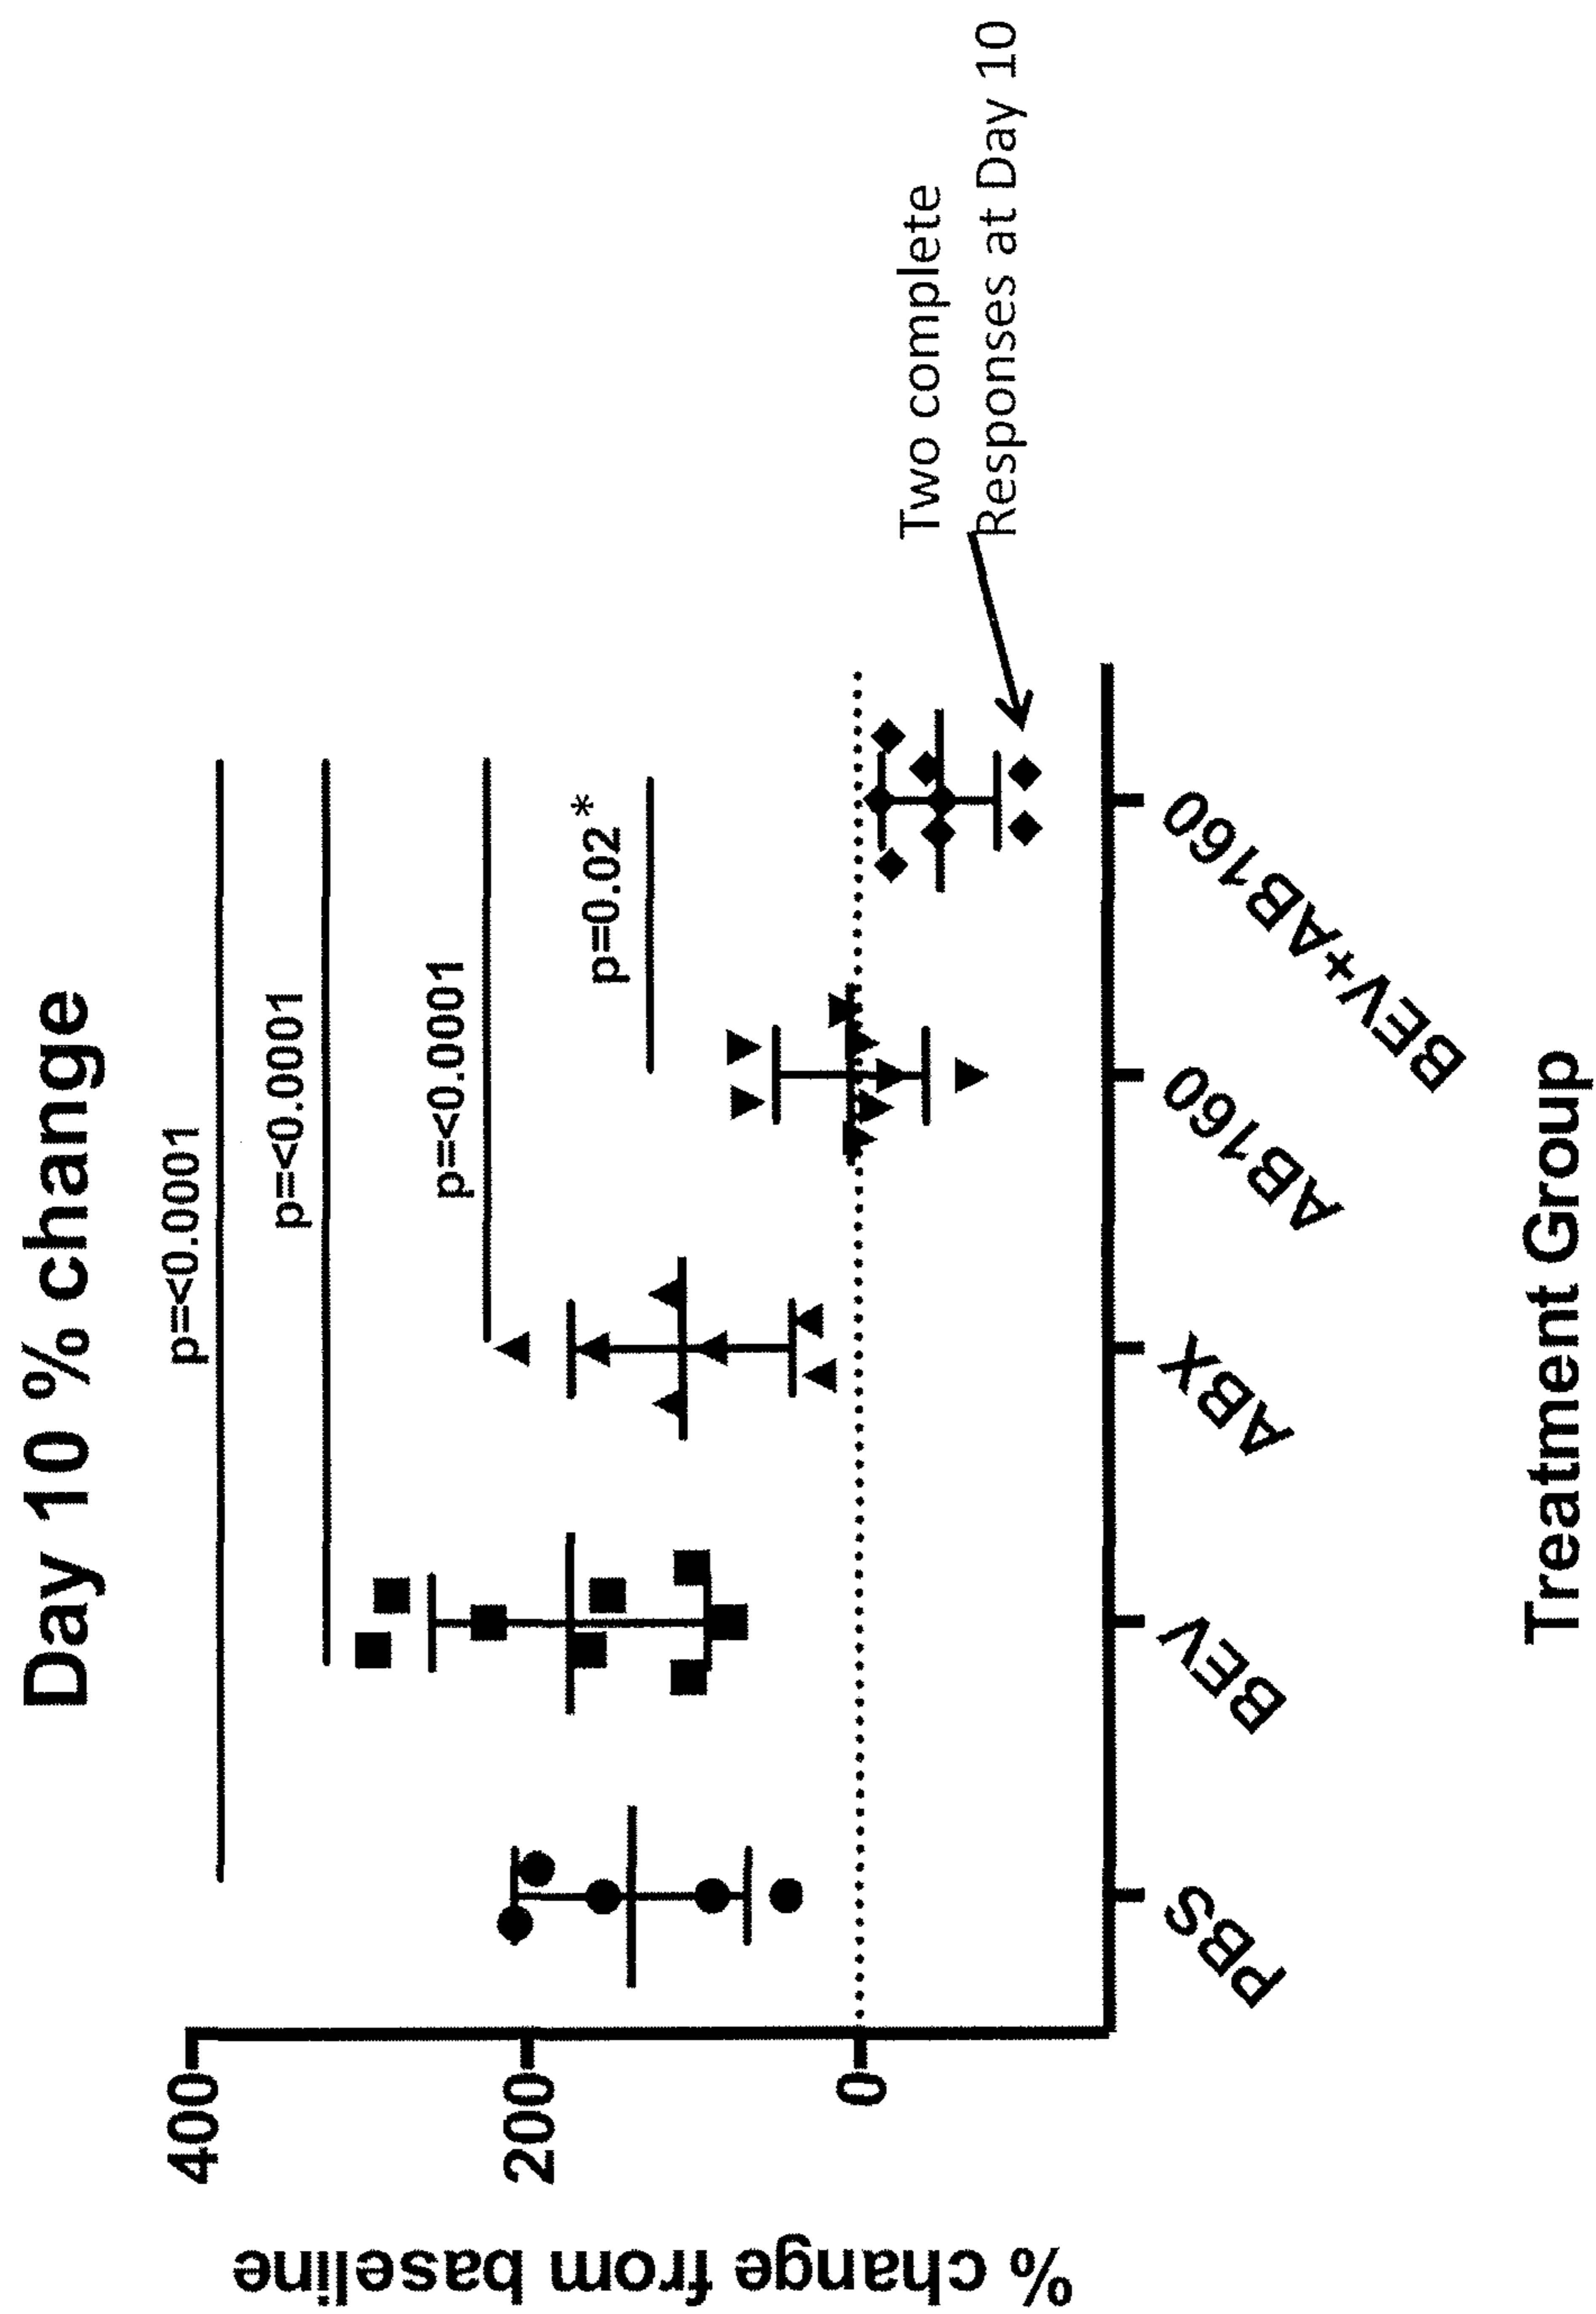 Day 10 % change
p=<0.0001
p=<0.0001
p=<0.0001
p=0.02*
400
200
0
% change from baseline
Two complete
Responses at Day 10
PBS
BEV
ABX
AB160
BEV+AB160
Treatment Group